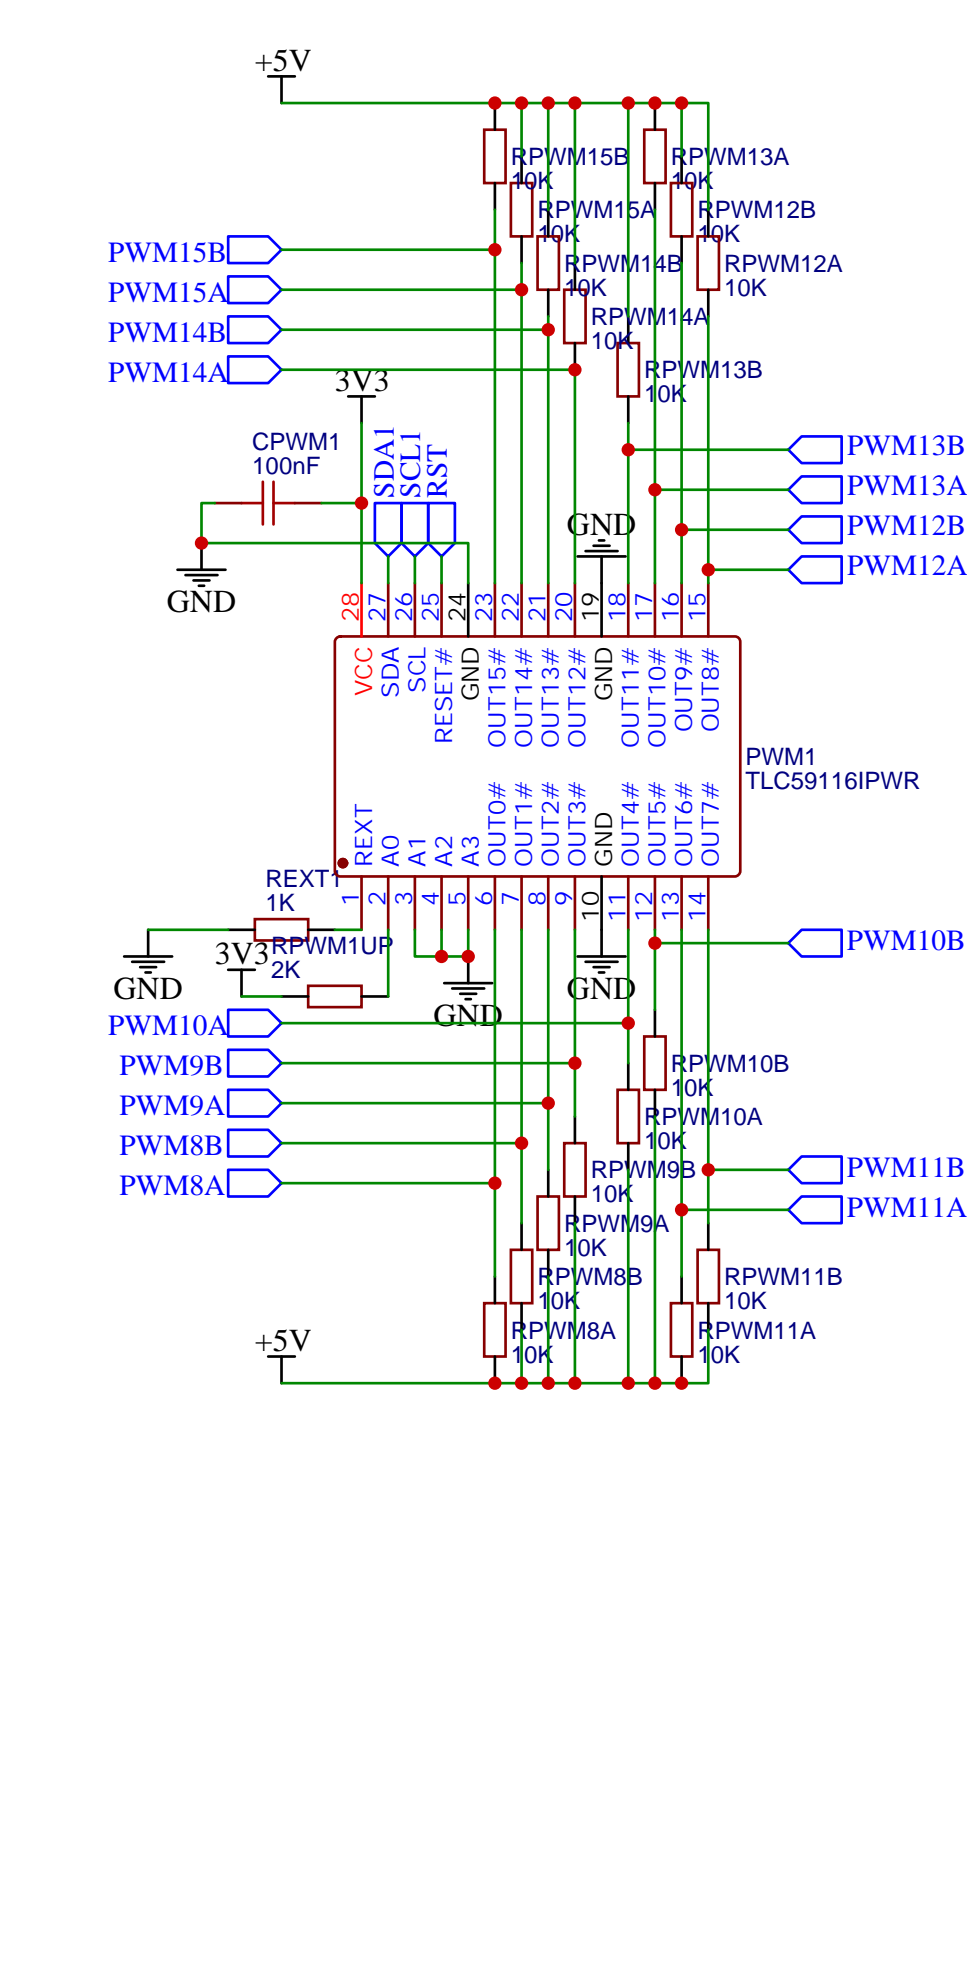 +5V
RPWM15B
10K
RPWM13A
10K
RPWM15A
10K
RPWM12B
10K
PWM15B
RPWM14B
10K
RPWM12A
10K
PWM15A
RPWM14A
10K
PWM14B
PWM14A
3V3
RPWM13B
10K
CPWM1
100nF
SDA1
SCL1
RST
PWM13B
PWM13A
GND
PWM12B
PWM12A
GND
28
27
26
25
24
23
22
21
20
19
18
17
16
15
VCC
SDA
SCL
RESET#
GND
OUT15#
OUT14#
OUT13#
OUT12#
GND
OUT11#
OUT10#
OUT9#
OUT8#
PWM1
TLC59116IPWR
REXT
A0
A1
A2
A3
OUT0#
OUT1#
OUT2#
OUT3#
GND
OUT4#
OUT5#
OUT6#
OUT7#
1
2
3
4
5
6
7
8
9
10
11
12
13
14
REXT1
1K
RPWM1UP
2K
3V3
GND
GND
GND
PWM10B
PWM10A
PWM9B
RPWM10B
10K
PWM9A
RPWM10A
10K
PWM8B
RPWM9B
10K
PWM11B
PWM8A
PWM11A
RPWM9A
10K
RPWM8B
10K
RPWM11B
10K
RPWM8A
10K
RPWM11A
10K
+5V